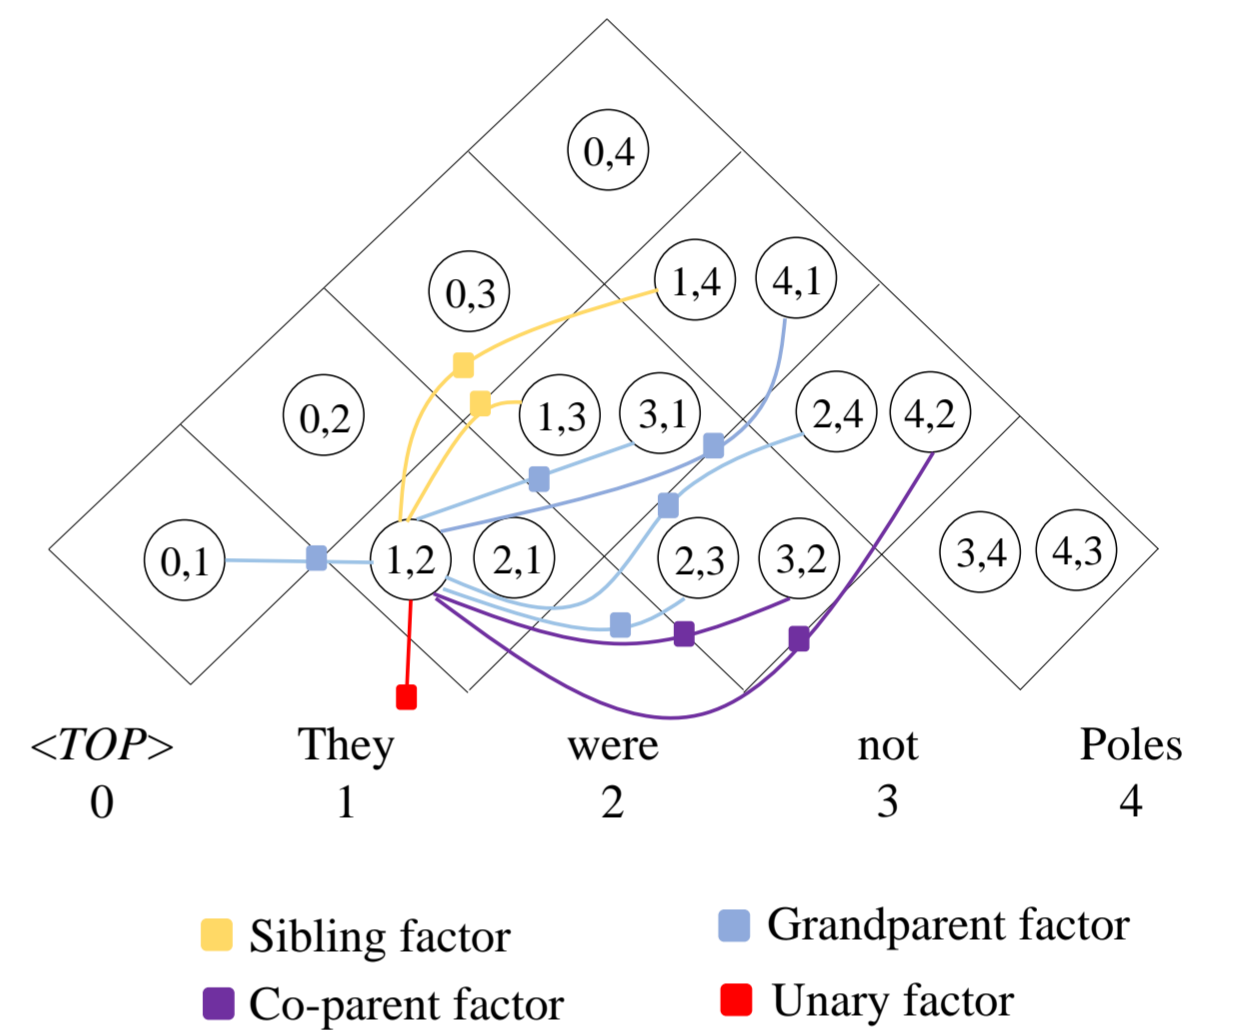 0,4
0,3 1,4 4,1
0,2 1,3 3,1 2,4 4,2
0,1 1,2 2,1 2,3 3,2 3,4 4,3
<TOP> They were not Poles
0 1 2 3 4
Sibling factor Grandparent factor
Co-parent factor Unary factor